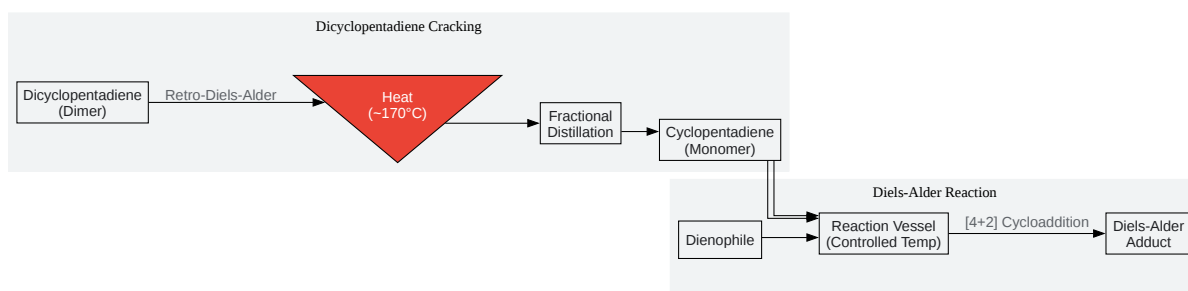 Dicyclopentadiene Cracking
Dicyclopentadiene
(Dimer)
Retro-Diels-Alder
Heat
(~170°C)
Fractional
Distillation
Cyclopentadiene
(Monomer)
Diels-Alder Reaction
Dienophile
Reaction Vessel
(Controlled Temp)
[4+2] Cycloaddition
Diels-Alder
Adduct